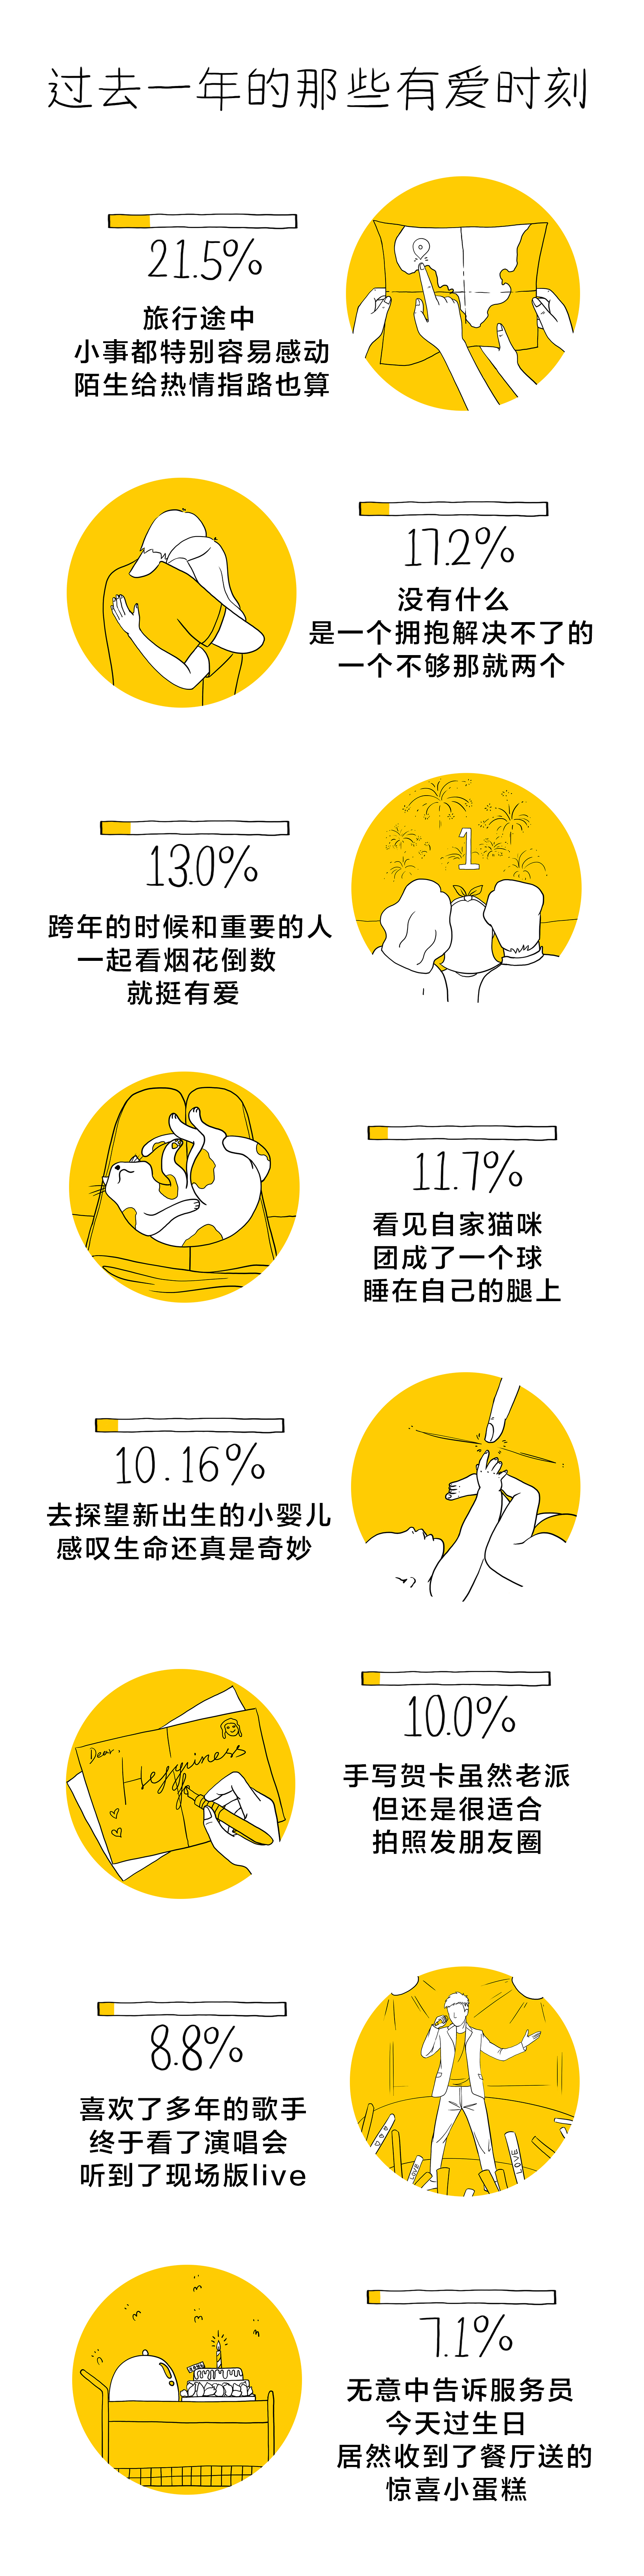 过去一年的那些有爱时刻
21.5%
旅行途中
小事都特别容易感动
陌生给热情指路也算
17.2%
没有什么
是一个拥抱解决不了的
一个不够那就两个
1
13.0%
跨年的时候和重要的人
一起看烟花倒数
就挺有爱
11.7%
看见自家猫咪
团成了一个球
睡在自己的腿上
10.16%
去探望新出生的小婴儿
感叹生命还真是奇妙
Dear,
Happiness
10.0%
手写贺卡虽然老派
但还是很适合
拍照发朋友圈
8.8%
喜欢了多年的歌手
终于看了演唱会
听到了现场版live
LOVE
LOVE
7.1%
无意中告诉服务员
今天过生日
居然收到了餐厅送的
惊喜小蛋糕